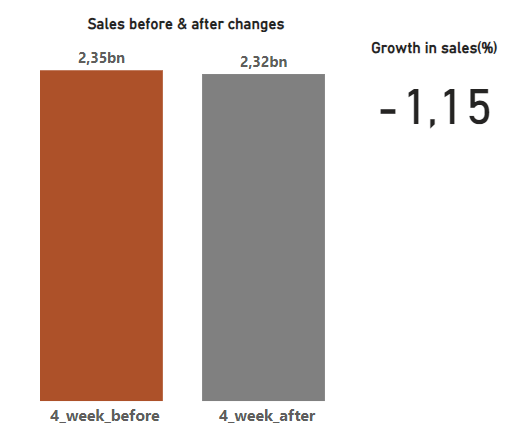 Sales before & after changes
Growth in sales(%)
2,35bn
2,32bn
-1,15
4_week_before
4_week_after